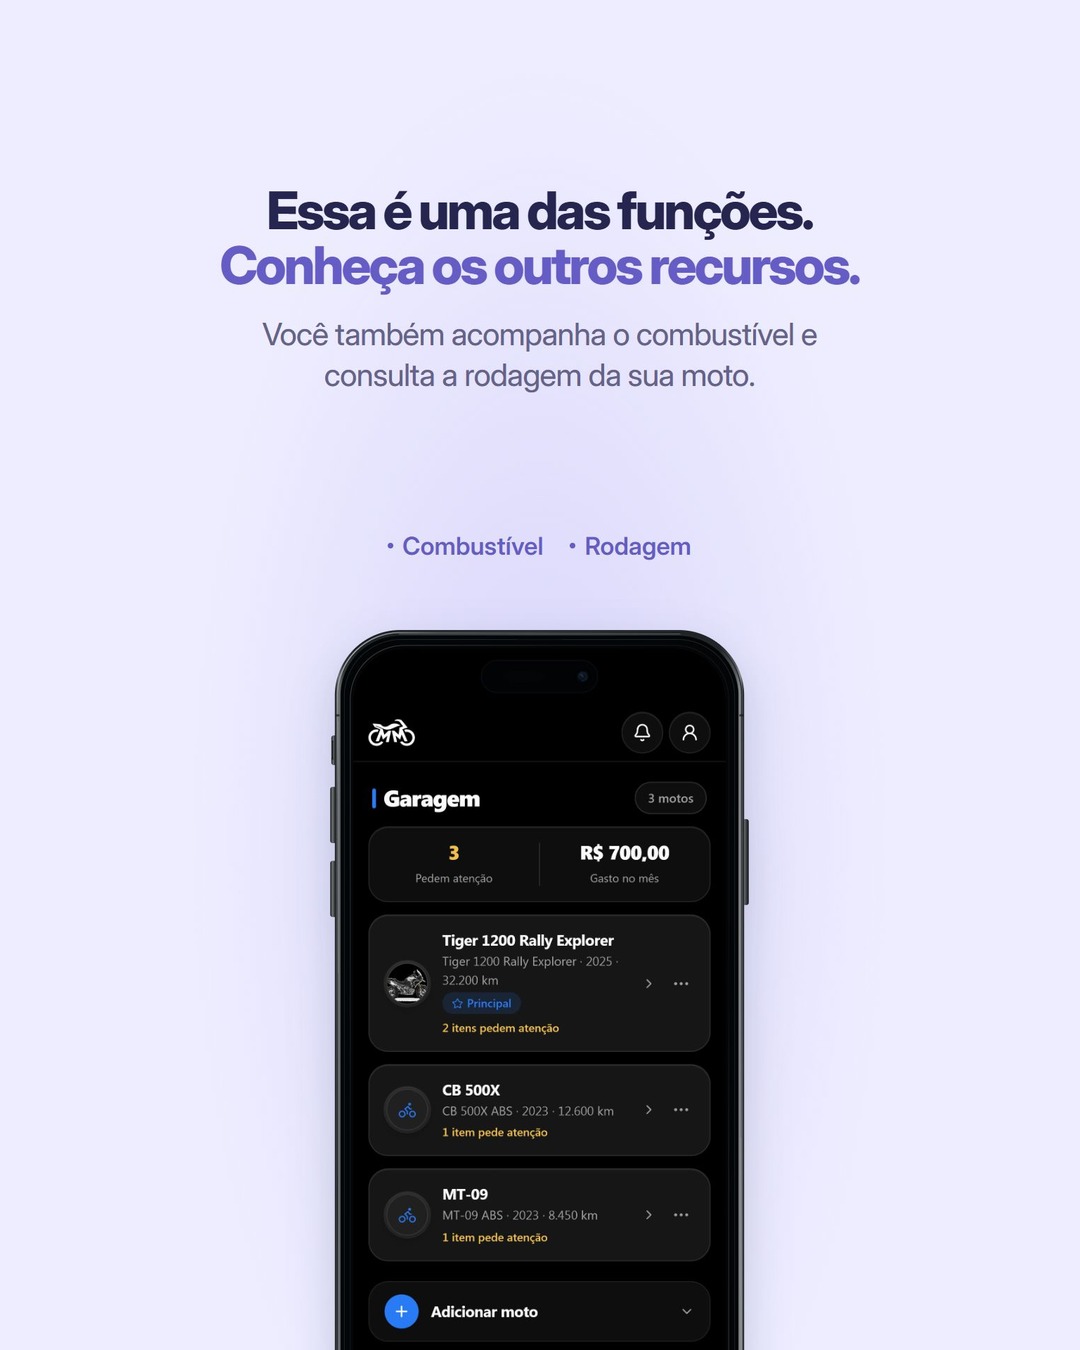 Essa é uma das funções.
Conheça os outros recursos.
Você também acompanha o combustível e
consulta a rodagem da sua moto.
• Combustível • Rodagem
MM
Garagem
3 motos
3
Pedem atenção
R$ 700,00
Gasto no mês
Tiger 1200 Rally Explorer
Tiger 1200 Rally Explorer · 2025 ·
32.200 km
Principal
2 itens pedem atenção
CB 500X
CB 500X ABS · 2023 · 12.600 km
1 item pede atenção
MT-09
MT-09 ABS · 2023 · 8.450 km
1 item pede atenção
Adicionar moto